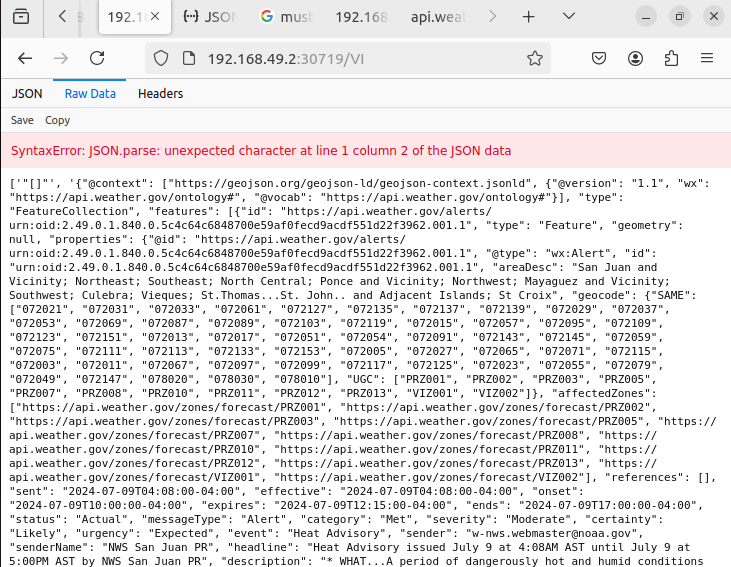 192.1
JSON
must
192.168
api.weat
192.168.49.2:30719/VI
JSON Raw Data Headers
Save Copy
SyntaxError: JSON.parse: unexpected character at line 1 column 2 of the JSON data
['"[]"', '{"@context": ["https://geojson.org/geojson-ld/geojson-context.jsonld", {"@version": "1.1", "wx":
"https://api.weather.gov/ontology#", "@vocab": "https://api.weather.gov/ontology#"}], "type":
"FeatureCollection", "features": [{"id": "https://api.weather.gov/alerts/
urn:oid:2.49.0.1.840.0.5c4c64c6848700e59af0fecd9acdf551d22f3962.001.1", "type": "Feature", "geometry":
null, "properties": {"@id": "https://api.weather.gov/alerts/
urn:oid:2.49.0.1.840.0.5c4c64c6848700e59af0fecd9acdf551d22f3962.001.1", "@type": "wx:Alert", "id":
"urn:oid:2.49.0.1.840.0.5c4c64c6848700e59af0fecd9acdf551d22f3962.001.1", "areaDesc": "San Juan and
Vicinity; Northeast; Southeast; North Central; Ponce and Vicinity; Northwest; Mayaguez and Vicinity;
Southwest; Culebra; Vieques; St.Thomas...St. John.. and Adjacent Islands; St Croix", "geocode": {"SAME":
["072021", "072031", "072033", "072061", "072127", "072135", "072137", "072139", "072029", "072037",
"072053", "072069", "072087", "072089", "072103", "072119", "072015", "072057", "072095", "072109",
"072123", "072151", "072013", "072017", "072051", "072054", "072091", "072143", "072145", "072059",
"072075", "072111", "072113", "072133", "072153", "072005", "072027", "072065", "072071", "072115",
"072003", "072011", "072067", "072097", "072099", "072117", "072125", "072023", "072055", "072079",
"072049", "072147", "078020", "078030", "078010"], "UGC": ["PRZ001", "PRZ002", "PRZ003", "PRZ005",
"PRZ007", "PRZ008", "PRZ010", "PRZ011", "PRZ012", "PRZ013", "VIZ001", "VIZ002"]}, "affectedZones":
["https://api.weather.gov/zones/forecast/PRZ001", "https://api.weather.gov/zones/forecast/PRZ002",
"https://api.weather.gov/zones/forecast/PRZ003", "https://api.weather.gov/zones/forecast/PRZ005", "https://
api.weather.gov/zones/forecast/PRZ007", "https://api.weather.gov/zones/forecast/PRZ008", "https://
api.weather.gov/zones/forecast/PRZ010", "https://api.weather.gov/zones/forecast/PRZ011", "https://
api.weather.gov/zones/forecast/PRZ012", "https://api.weather.gov/zones/forecast/PRZ013", "https://
api.weather.gov/zones/forecast/VIZ001", "https://api.weather.gov/zones/forecast/VIZ002"], "references": [],
"sent": "2024-07-09T04:08:00-04:00", "effective": "2024-07-09T04:08:00-04:00", "onset":
"2024-07-09T10:00:00-04:00", "expires": "2024-07-09T12:15:00-04:00", "ends": "2024-07-09T17:00:00-04:00",
"status": "Actual", "messageType": "Alert", "category": "Met", "severity": "Moderate", "certainty":
"Likely", "urgency": "Expected", "event": "Heat Advisory", "sender": "w-nws.webmaster@noaa.gov",
"senderName": "NWS San Juan PR", "headline": "Heat Advisory issued July 9 at 4:08AM AST until July 9 at
5:00PM AST by NWS San Juan PR", "description": "* WHAT...A period of dangerously hot and humid conditions